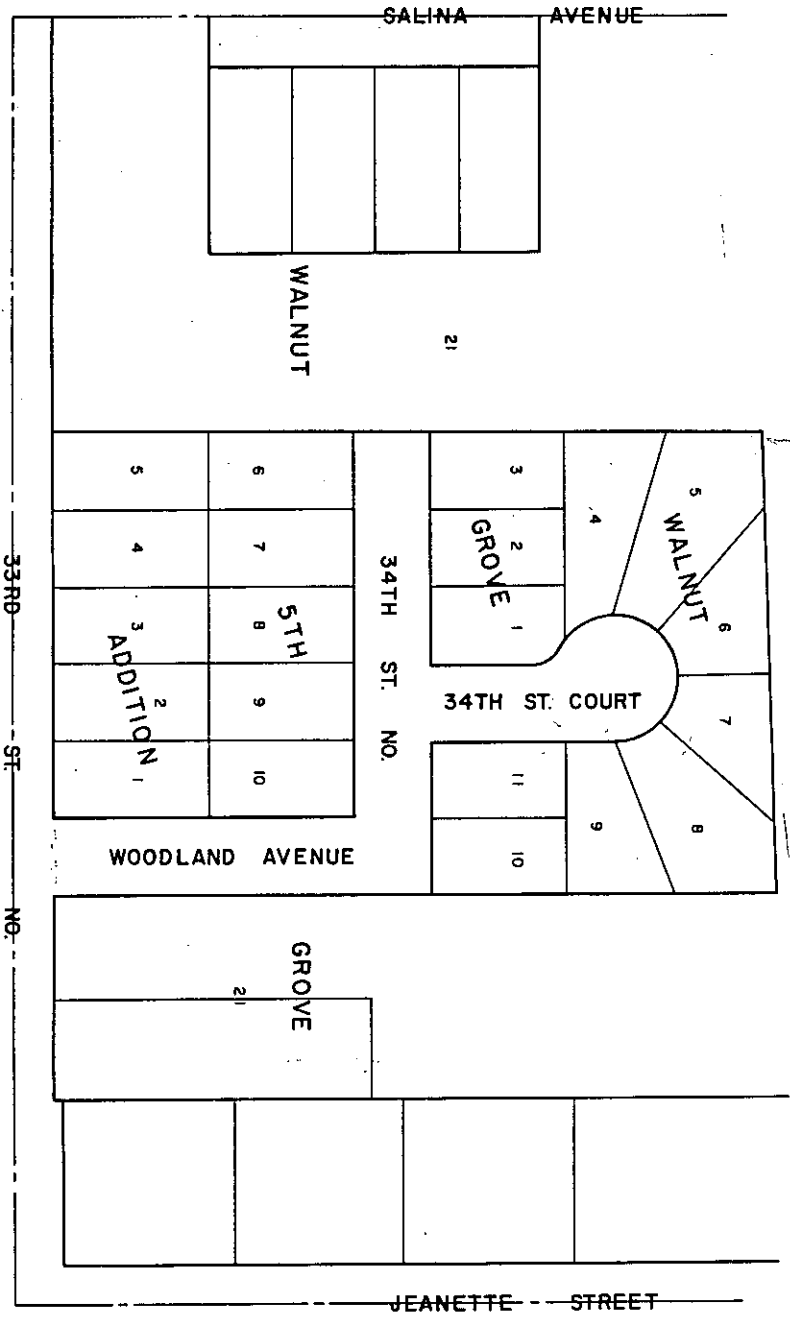 SALINA AVENUE
WALNUT
21
5
6
3
5
4
WALNUT
4
7
2
GROVE
6
3
8
5TH
34TH ST. NO.
1
7
ADDITION
2
9
34TH ST. COURT
1
10
11
9
8
10
WOODLAND AVENUE
33RD ST. NO.
GROVE
21
JEANETTE STREET